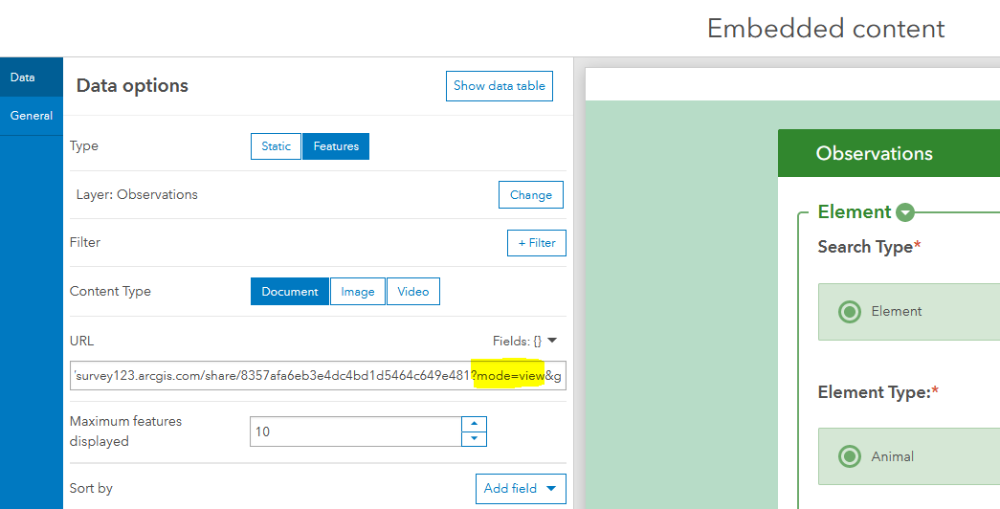 Embedded content
Data
General
Data options
Show data table
Type
Static
Features
Layer: Observations
Change
Filter
+ Filter
Content Type
Document
Image
Video
URL
Fields: {}
'survey123.arcgis.com/share/8357afa6eb3e4dc4bd1d5464c649e481?mode=view&g
Maximum features
displayed
10
Sort by
Add field
Observations
Element
Search Type*
Element
Element Type:*
Animal